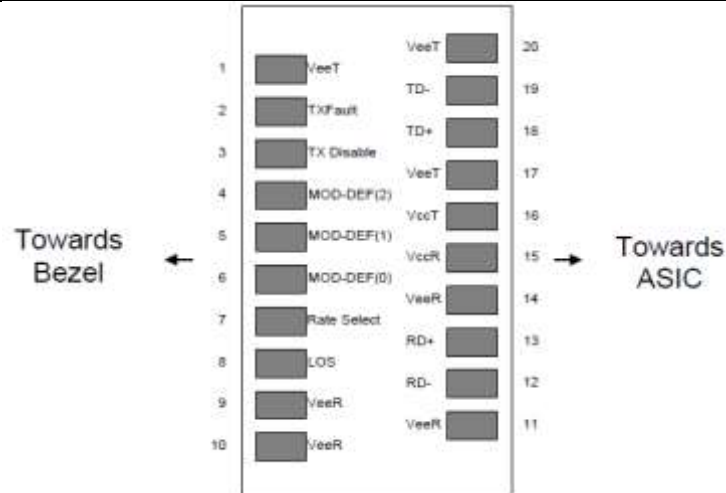 VeeT 20
1 VeeT
TD- 19
2 TXFault
TD+ 18
3 TX Disable
VeeT 17
4 MOD-DEF(2)
VccT 16
5 MOD-DEF(1)
Towards
Bezel
VccR 15
Towards
ASIC
6 MOD-DEF(0)
VeeR 14
7 Rate Select
RD+ 13
8 LOS
RD- 12
9 VeeR
VeeR 11
10 VeeR